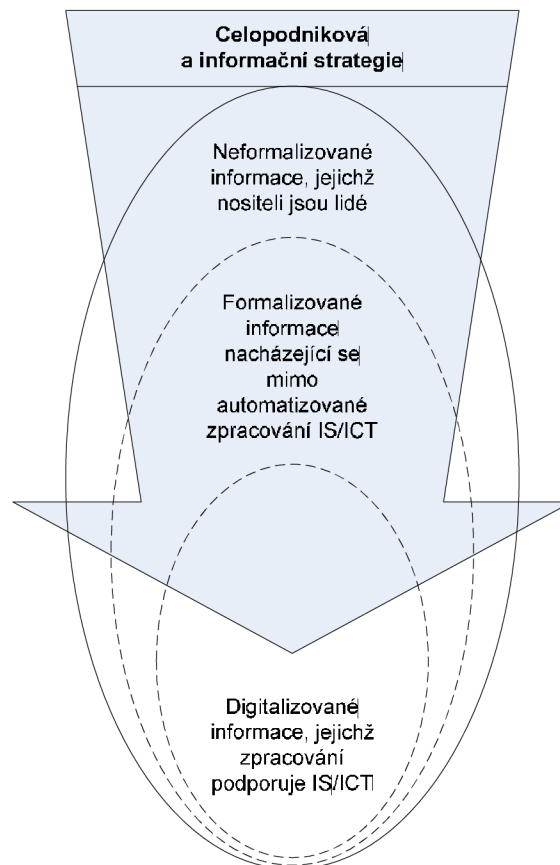 Celopodniková
a informační strategie
Neformalizované
informace, jejichž
nositeli jsou lidé
Formalizované
informace
nacházející se
mimo
automatizované
zpracování IS/ICT
Digitalizované
informace, jejichž
zpracování
podporuje IS/ICT